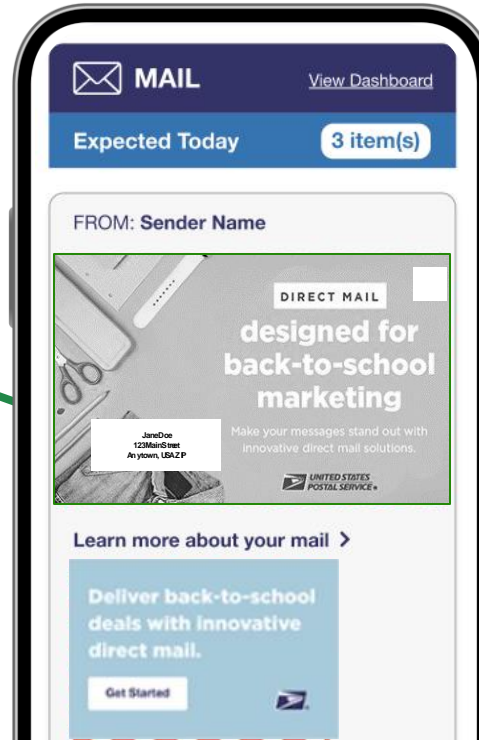 MAIL
View Dashboard
Expected Today
3 item(s)
FROM: Sender Name
DIRECT MAIL
designed for
back-to-school
marketing
Make your messages stand out with
innovative direct mail solutions.
JaneDoe
123MainStreet
Anytown, USAZIP
UNITED STATES
POSTAL SERVICE®
Learn more about your mail >
Deliver back-to-school
deals with innovative
direct mail.
Get Started